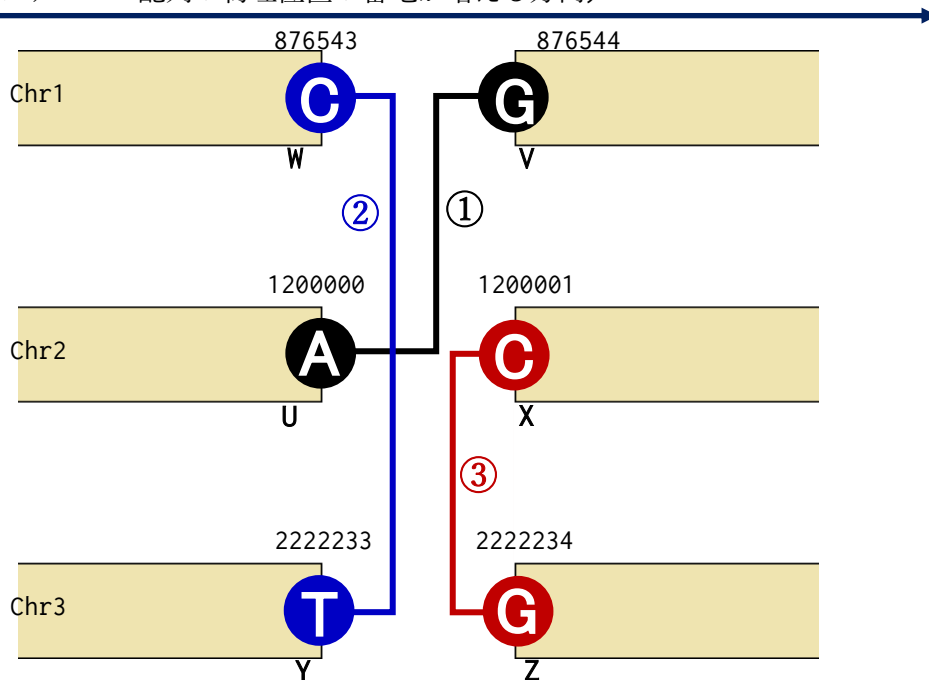 876543 876544
Chr1 C G
W V
② ①
1200000 1200001
Chr2 A C
U X
③
2222233 2222234
Chr3 T G
Y Z